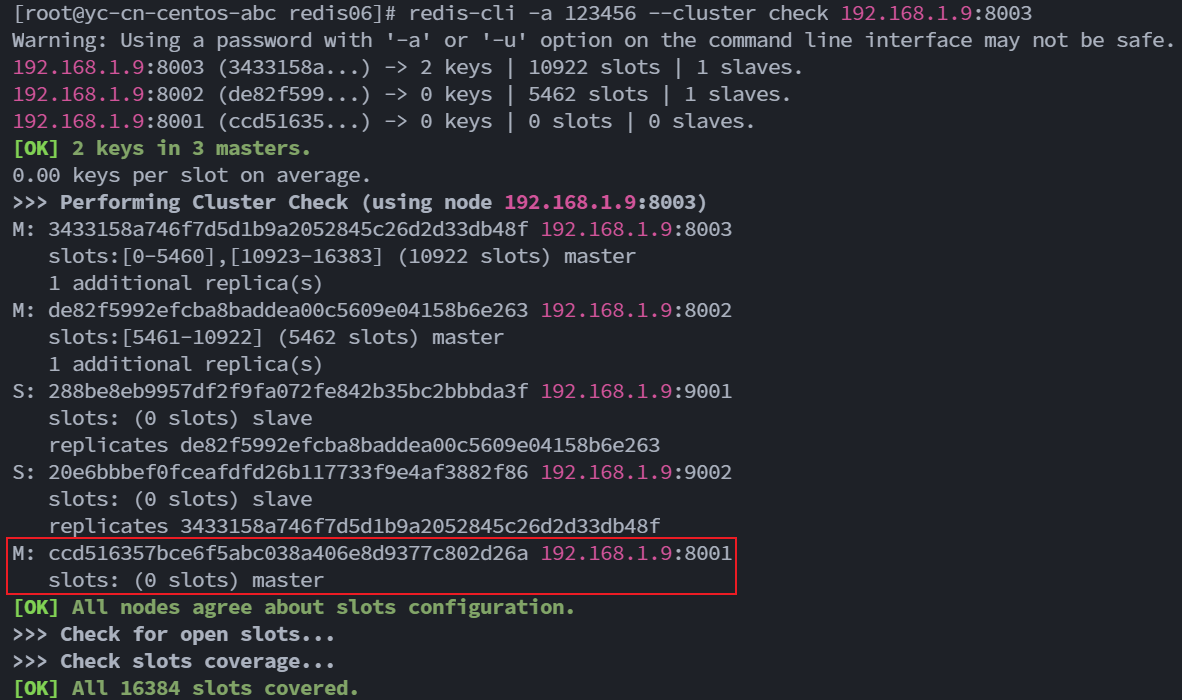 [root@yc-cn-centos-abc redis06]# redis-cli -a 123456 --cluster check 192.168.1.9:8003
Warning: Using a password with '-a' or '-u' option on the command line interface may not be safe.
192.168.1.9:8003 (3433158a...) -> 2 keys | 10922 slots | 1 slaves.
192.168.1.9:8002 (de82f599...) -> 0 keys | 5462 slots | 1 slaves.
192.168.1.9:8001 (ccd51635...) -> 0 keys | 0 slots | 0 slaves.
[OK] 2 keys in 3 masters.
0.00 keys per slot on average.
>>> Performing Cluster Check (using node 192.168.1.9:8003)
M: 3433158a746f7d5d1b9a2052845c26d2d33db48f 192.168.1.9:8003
   slots:[0-5460],[10923-16383] (10922 slots) master
   1 additional replica(s)
M: de82f5992efcba8baddea00c5609e04158b6e263 192.168.1.9:8002
   slots:[5461-10922] (5462 slots) master
   1 additional replica(s)
S: 288be8eb9957df2f9fa072fe842b35bc2bbbda3f 192.168.1.9:9001
   slots: (0 slots) slave
   replicates de82f5992efcba8baddea00c5609e04158b6e263
S: 20e6bbbef0fceafdfd26b117733f9e4af3882f86 192.168.1.9:9002
   slots: (0 slots) slave
   replicates 3433158a746f7d5d1b9a2052845c26d2d33db48f
M: ccd516357bce6f5abc038a406e8d9377c802d26a 192.168.1.9:8001
   slots: (0 slots) master
[OK] All nodes agree about slots configuration.
>>> Check for open slots...
>>> Check slots coverage...
[OK] All 16384 slots covered.